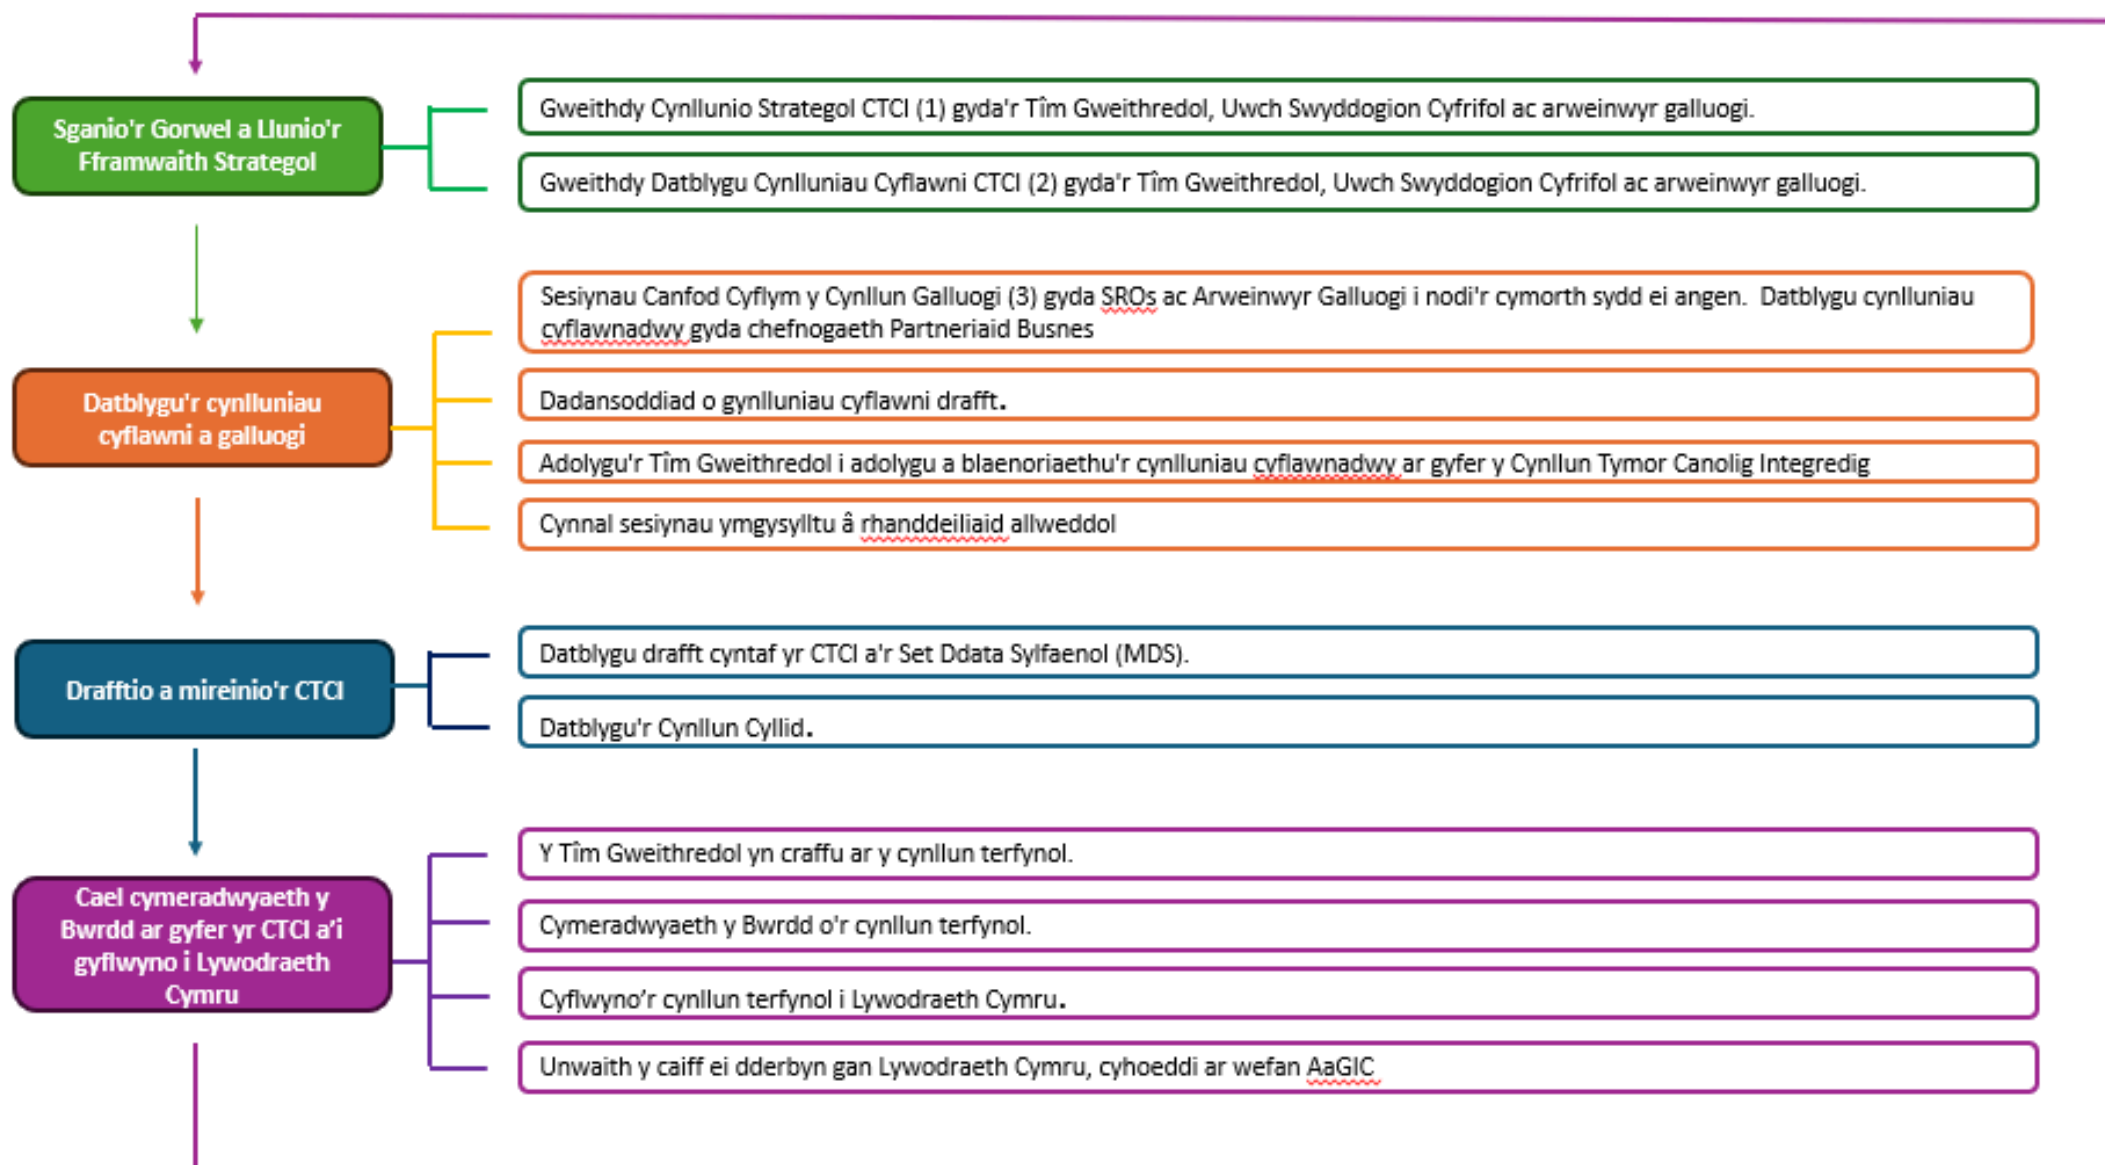 Sganio'r Gorwel a Llunio'r
Fframwaith Strategol
Gweithdy Cynllunio Strategol CTCI (1) gyda'r Tîm Gweithredol, Uwch Swyddogion Cyfrifol ac arweinwyr galluogi.
Gweithdy Datblygu Cynlluniau Cyflawni CTCI (2) gyda'r Tîm Gweithredol, Uwch Swyddogion Cyfrifol ac arweinwyr galluogi.
Datblygu'r cynlluniau
cyflawni a galluogi
Sesiynau Canfod Cyflym y Cynllun Galluogi (3) gyda SROs ac Arweinwyr Galluogi i nodi'r cymorth sydd ei angen.  Datblygu cynlluniau
cyflawnadwy gyda chefnogaeth Partneriaid Busnes
Dadansoddiad o gynlluniau cyflawni drafft.
Adolygu'r Tîm Gweithredol i adolygu a blaenoriaethu'r cynlluniau cyflawnadwy ar gyfer y Cynllun Tymor Canolig Integredig
Cynnal sesiynau ymgysylltu â rhanddeiliaid allweddol
Drafftio a mireinio'r CTCI
Datblygu drafft cyntaf yr CTCI a'r Set Ddata Sylfaenol (MDS).
Datblygu'r Cynllun Cyllid.
Cael cymeradwyaeth y
Bwrdd ar gyfer yr CTCI a’i
gyflwyno i Lywodraeth
Cymru
Y Tîm Gweithredol yn craffu ar y cynllun terfynol.
Cymeradwyaeth y Bwrdd o'r cynllun terfynol.
Cyflwyno’r cynllun terfynol i Lywodraeth Cymru.
Unwaith y caiff ei dderbyn gan Lywodraeth Cymru, cyhoeddi ar wefan AaGIC